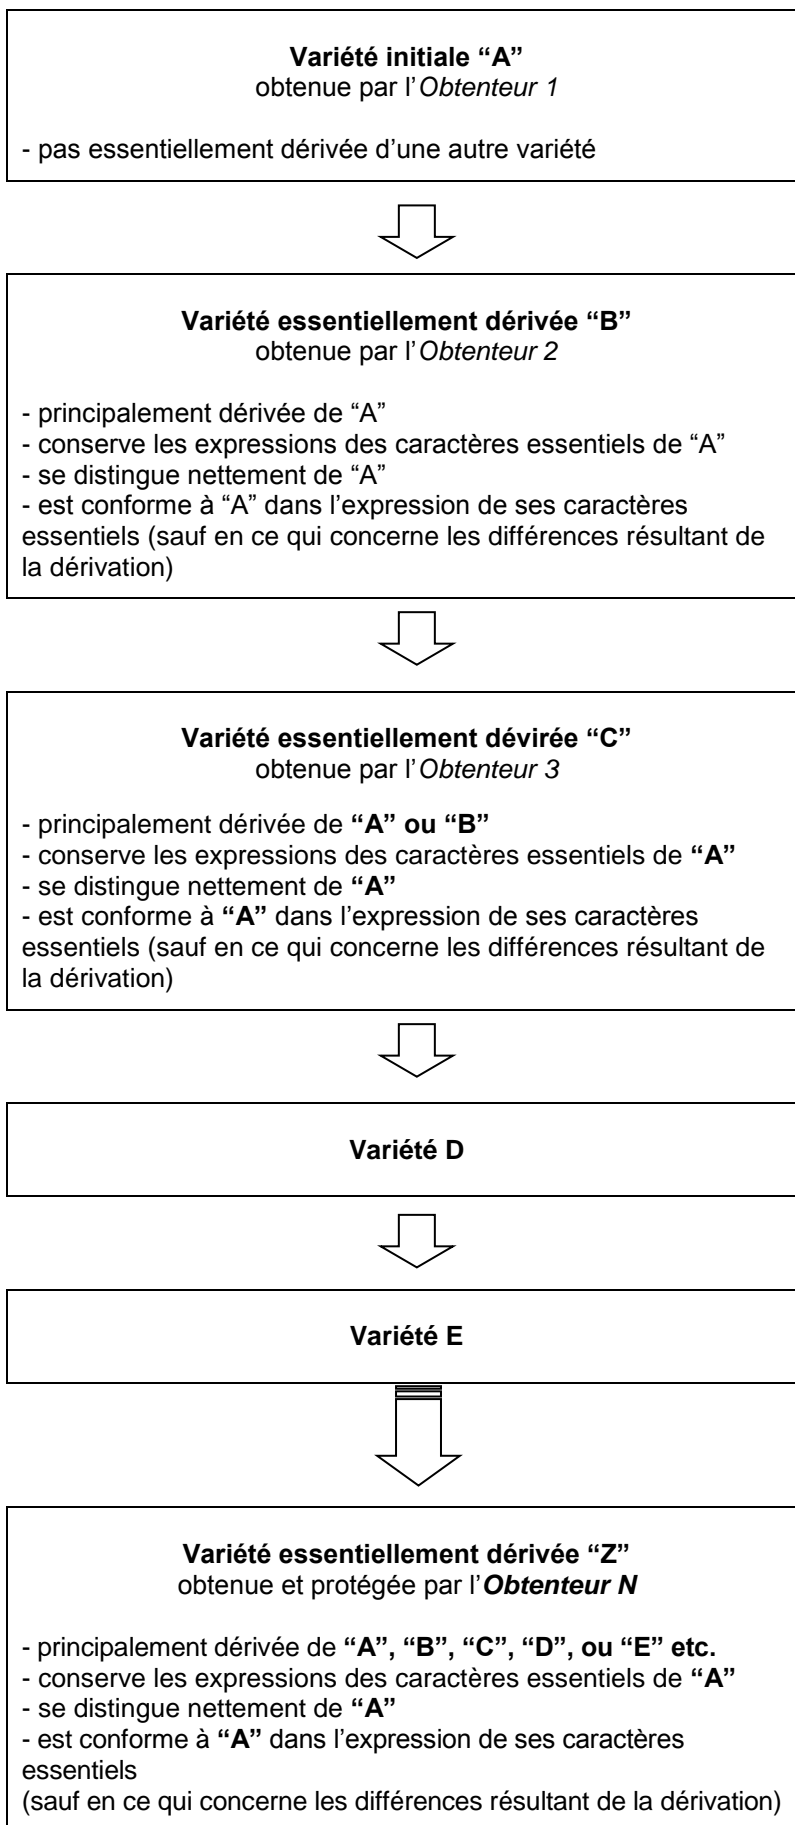 Variété initiale “A”
obtenue par l’Obtenteur 1
- pas essentiellement dérivée d’une autre variété
Variété essentiellement dérivée “B”
obtenue par l’Obtenteur 2
- principalement dérivée de “A”
- conserve les expressions des caractères essentiels de “A”
- se distingue nettement de “A”
- est conforme à “A” dans l’expression de ses caractères
essentiels (sauf en ce qui concerne les différences résultant de
la dérivation)
Variété essentiellement dévirée “C”
obtenue par l’Obtenteur 3
- principalement dérivée de “A” ou “B”
- conserve les expressions des caractères essentiels de “A”
- se distingue nettement de “A”
- est conforme à “A” dans l’expression de ses caractères
essentiels (sauf en ce qui concerne les différences résultant de
la dérivation)
Variété D
Variété E
Variété essentiellement dérivée “Z”
obtenue et protégée par l’Obtenteur N
- principalement dérivée de “A”, “B”, “C”, “D”, ou “E” etc.
- conserve les expressions des caractères essentiels de “A”
- se distingue nettement de “A”
- est conforme à “A” dans l’expression de ses caractères
essentiels
(sauf en ce qui concerne les différences résultant de la dérivation)